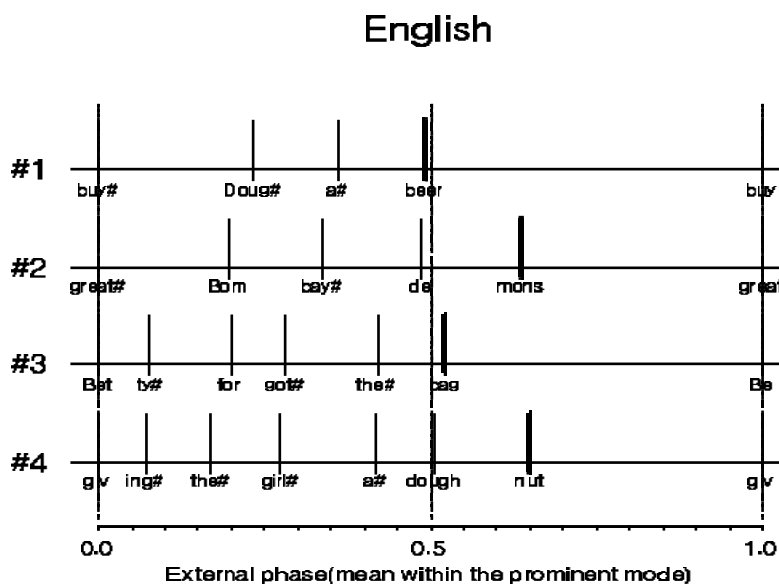 English
#1
buy# Doug# a# beer buy
#2
great# Bom bay# de mons great
#3
Bet ty# for got# the# bag Be
#4
giv ing# the# girl# a# dough nut giv
0.0 0.5 1.0
External phase(mean within the prominent mode)